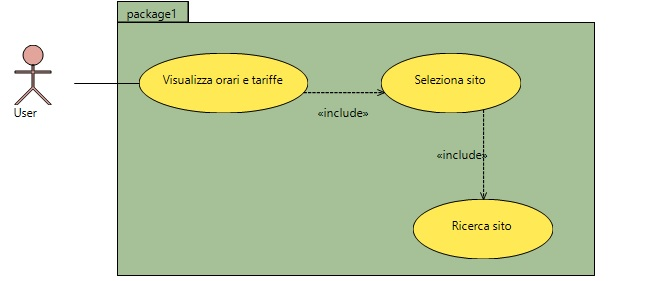 package1
Visualizza orari e tariffe
Seleziona sito
User
«include»
«include»
Ricerca sito